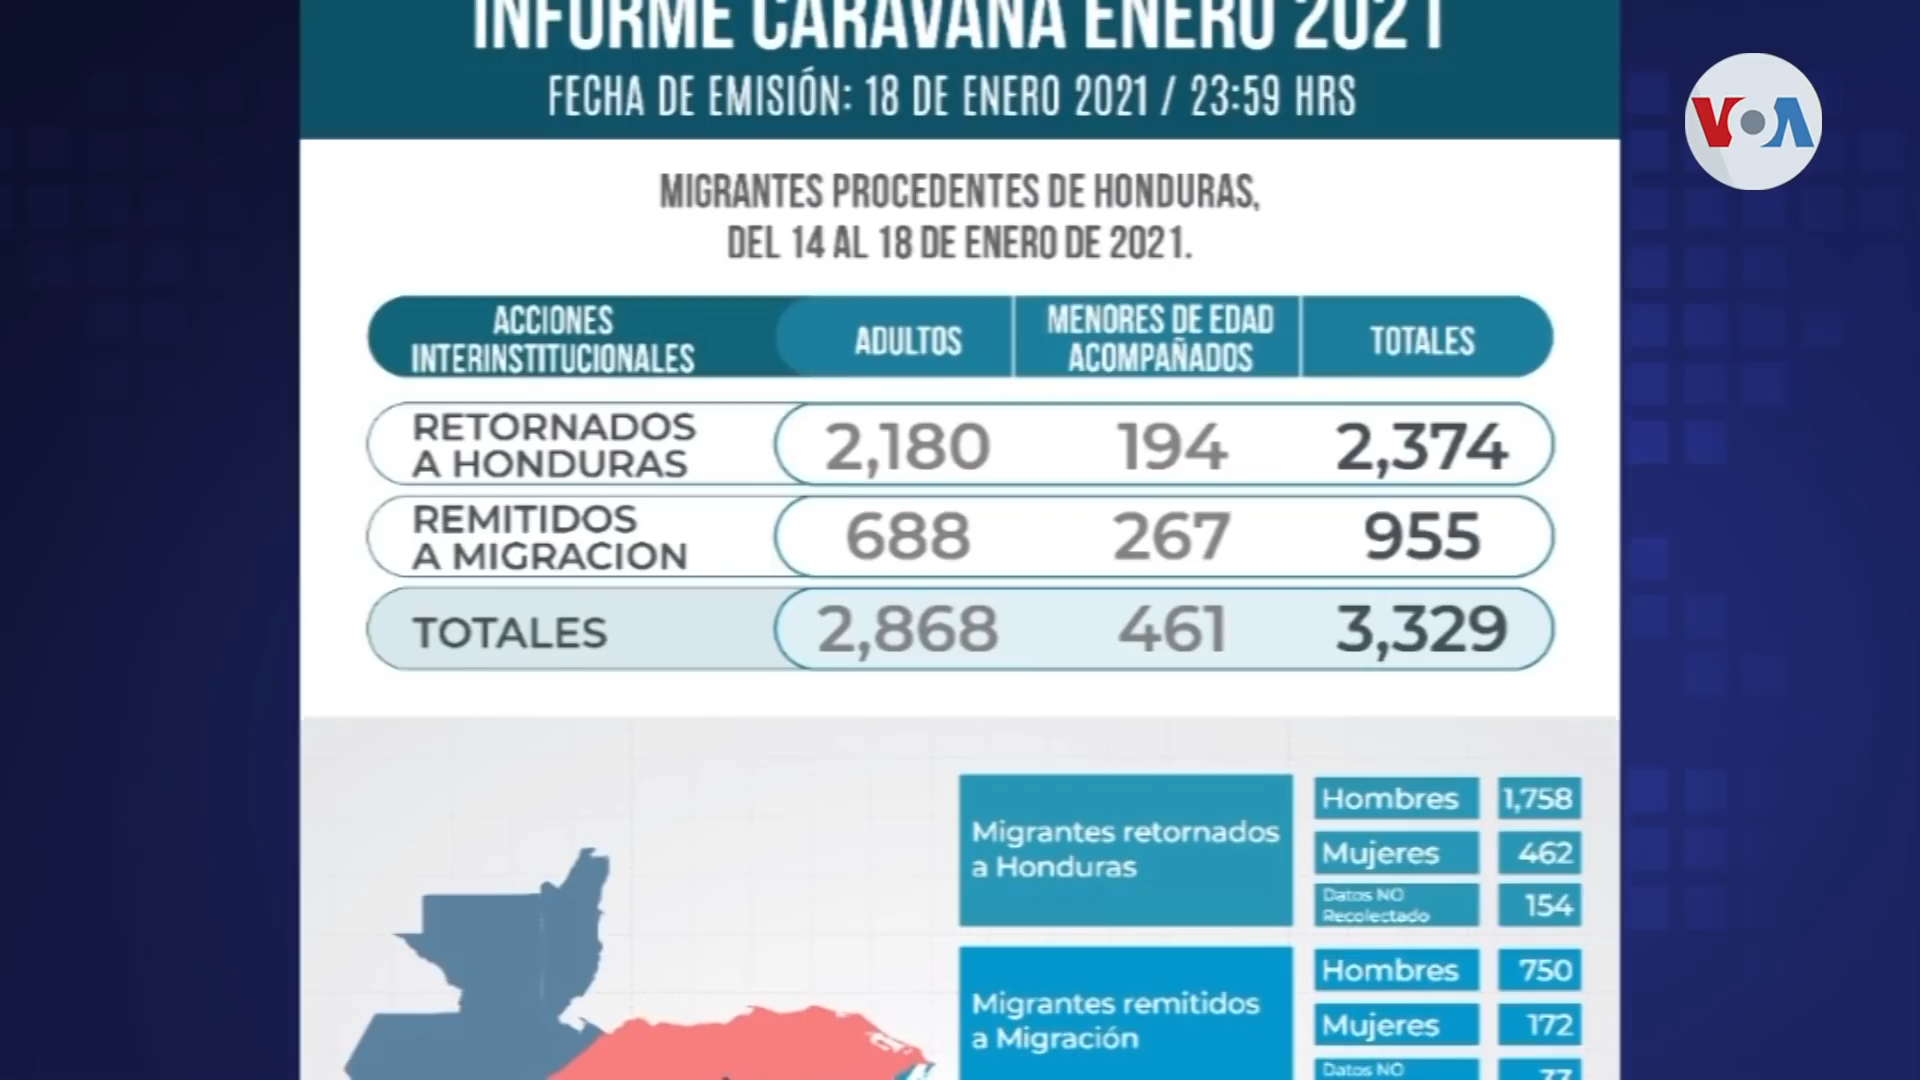 INFORME CARAVANA ENERO 2021
FECHA DE EMISIÓN: 18 DE ENERO 2021 / 23:59 HRS
VOA
MIGRANTES PROCEDENTES DE HONDURAS,
DEL 14 AL 18 DE ENERO DE 2021.
ACCIONES
INTERINSTITUCIONALES
ADULTOS
MENORES DE EDAD
ACOMPAÑADOS
TOTALES
RETORNADOS
A HONDURAS
2,180
194
2,374
REMITIDOS
A MIGRACION
688
267
955
TOTALES
2,868
461
3,329
Migrantes retornados
a Honduras
Hombres
1,758
Mujeres
462
Datos NO
Recolectado
154
Migrantes remitidos
a Migración
Hombres
750
Mujeres
172
Datos NO